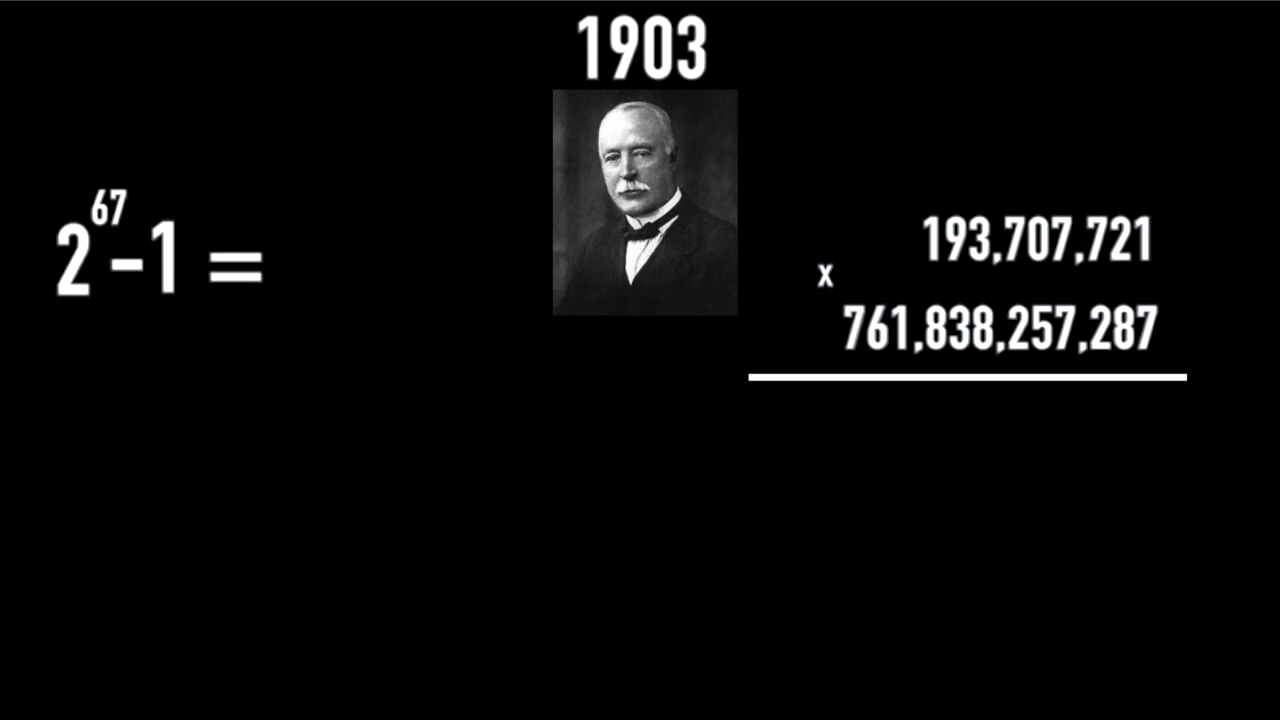 1903
2⁶⁷-1 =
193,707,721
x
761,838,257,287